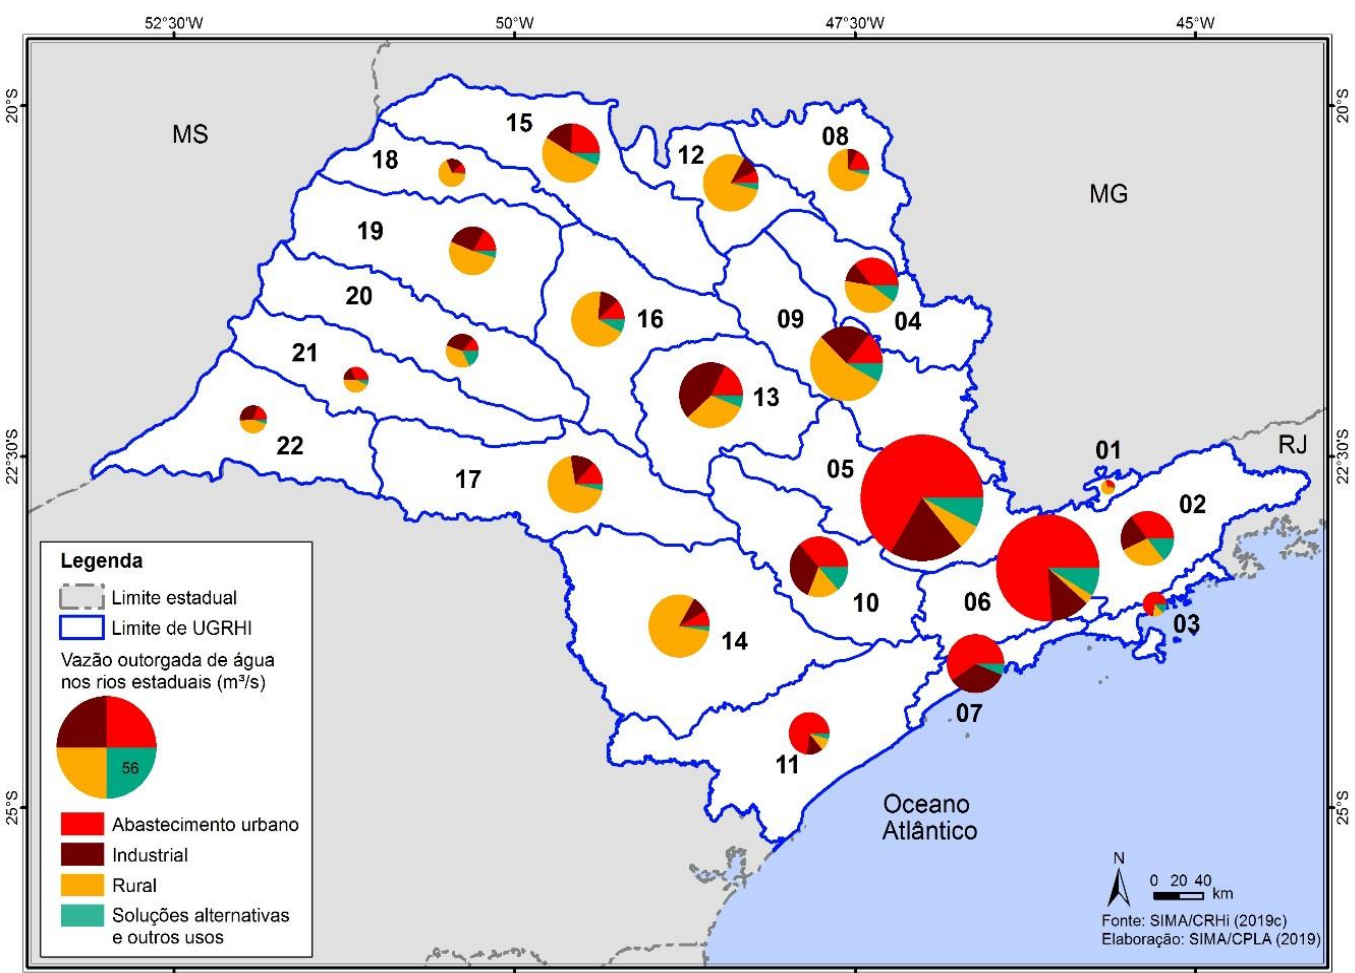 52°30'W
50°W
47°30'W
45°W
20°S
20°S
MS
MG
RJ
15
18
12
08
19
20
16
09
04
21
13
22
17
05
01
02
10
06
03
14
07
11
22°30'S
22°30'S
25°S
25°S
Legenda
Limite estadual
Limite de UGRHI
Vazão outorgada de água
nos rios estaduais (m³/s)
56
Abastecimento urbano
Industrial
Rural
Soluções alternativas
e outros usos
Oceano
Atlântico
N
0 20 40
km
Fonte: SIMA/CRHi (2019c)
Elaboração: SIMA/CPLA (2019)